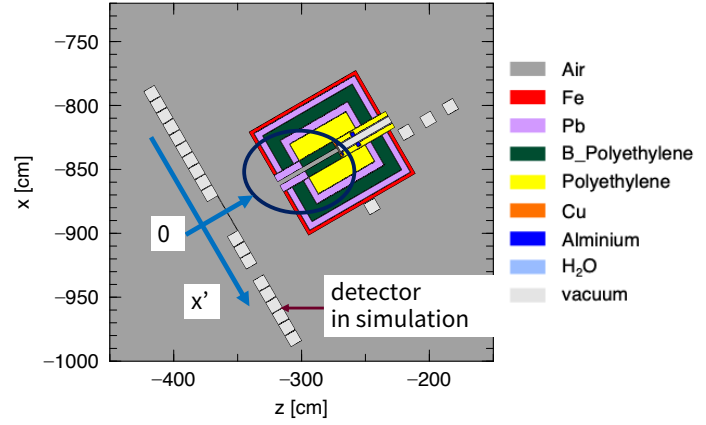 −720
−800
−850
−900
−950
−1000
x [cm]
−400
−300
−200
z [cm]
0
x’
detector
in simulation
Air
Fe
Pb
B_Polyethylene
Polyethylene
Cu
Alminium
H₂O
vacuum